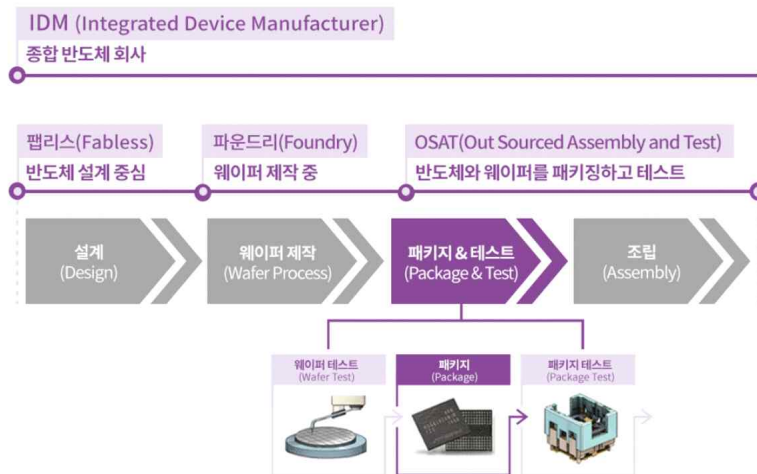 IDM (Integrated Device Manufacturer)
종합 반도체 회사
팹리스(Fabless)
반도체 설계 중심
파운드리(Foundry)
웨이퍼 제작 중
OSAT(Out Sourced Assembly and Test)
반도체와 웨이퍼를 패키징하고 테스트
설계
(Design)
웨이퍼 제작
(Wafer Process)
패키지 & 테스트
(Package & Test)
조립
(Assembly)
웨이퍼 테스트
(Wafer Test)
패키지
(Package)
패키지 테스트
(Package Test)